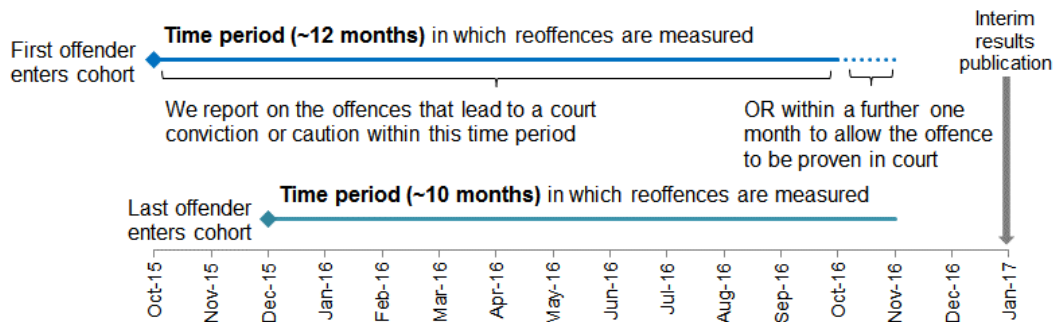 Interim
results
publication
Time period (~12 months) in which reoffences are measured
First offender
enters cohort
We report on the offences that lead to a court
conviction or caution within this time period
OR within a further one
month to allow the offence
to be proven in court
Time period (~10 months) in which reoffences are measured
Last offender
enters cohort
Oct-15
Nov-15
Dec-15
Jan-16
Feb-16
Mar-16
Apr-16
May-16
Jun-16
Jul-16
Aug-16
Sep-16
Oct-16
Nov-16
Dec-16
Jan-17